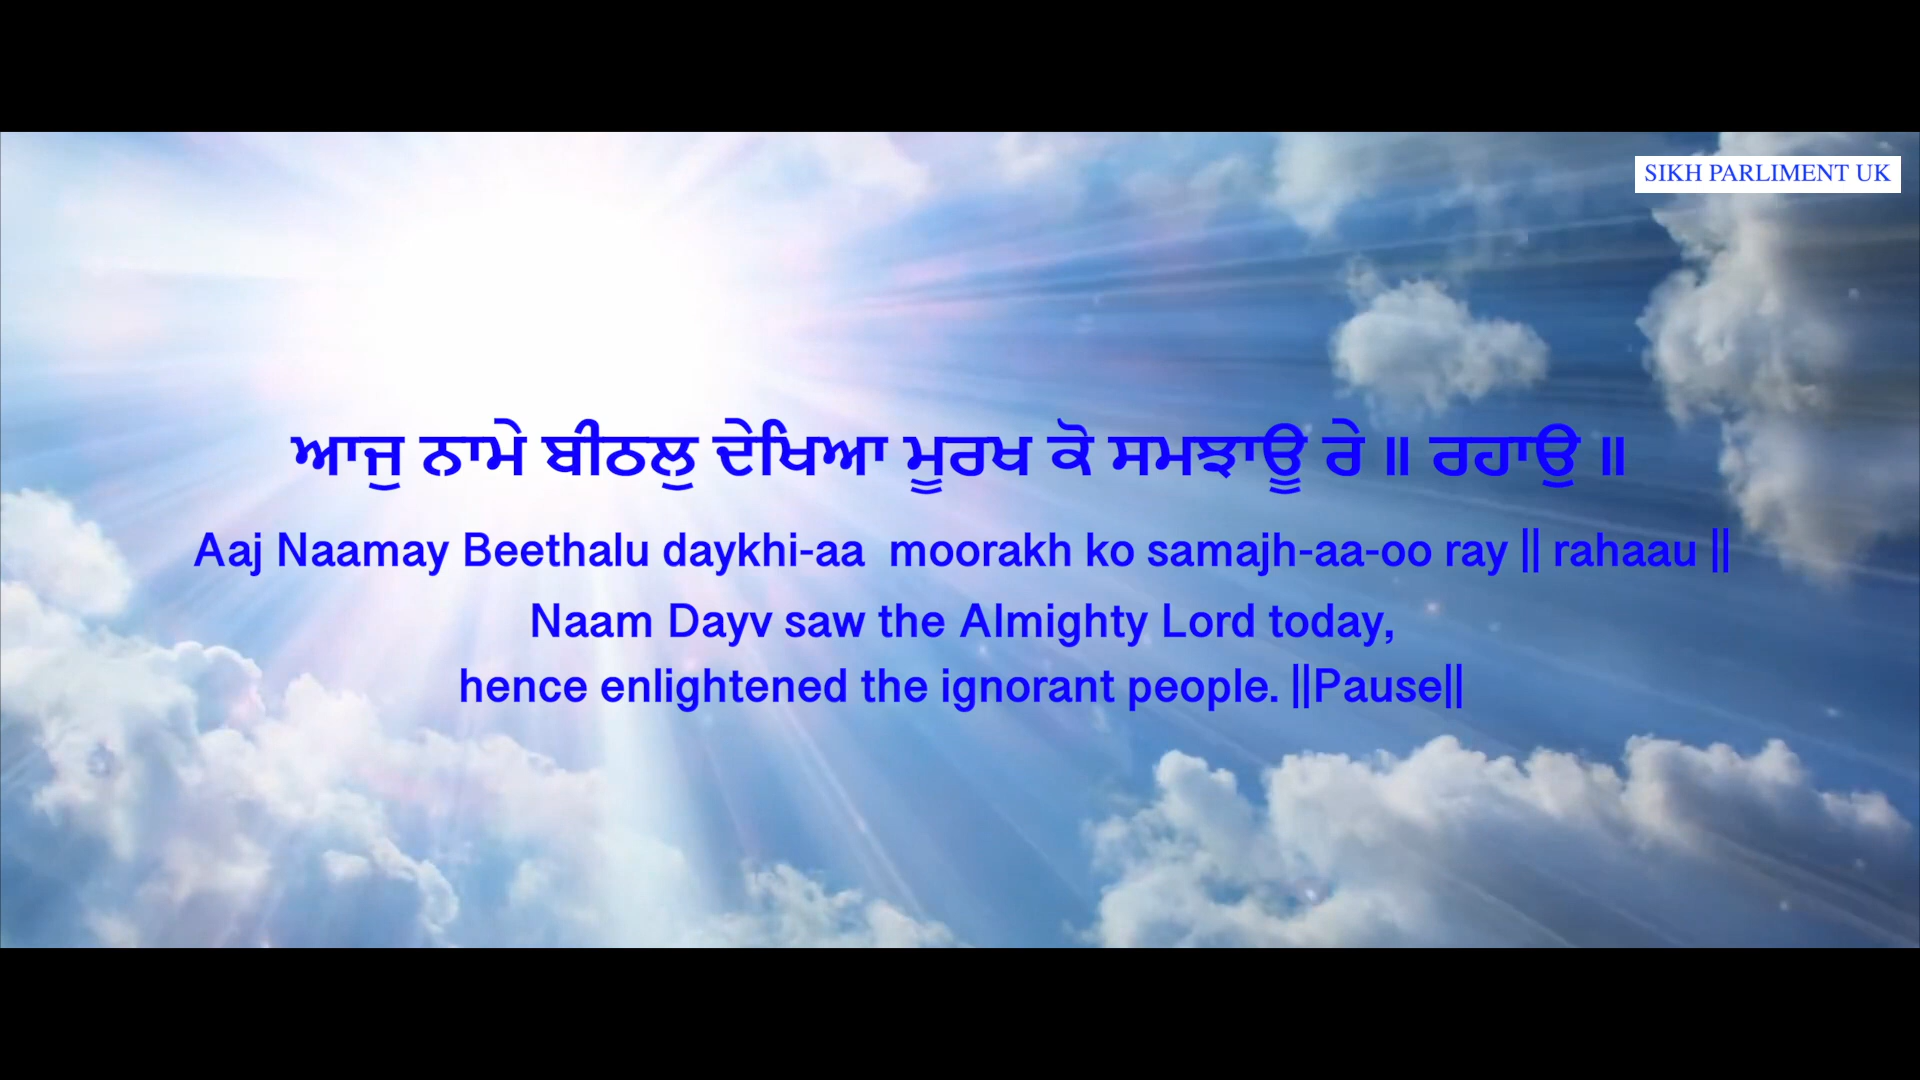 SIKH PARLIMENT UK
ਆਜੁ ਨਾਮੇ ਬੀਠਲੁ ਦੇਖਿਆ ਮੂਰਖ ਕੋ ਸਮਝਾਊ ਰੇ ॥ ਰਹਾਉ ॥
Aaj Naamay Beethalu daykhi-aa  moorakh ko samajh-aa-oo ray || rahaau ||
Naam Dayv saw the Almighty Lord today,
hence enlightened the ignorant people. ||Pause||